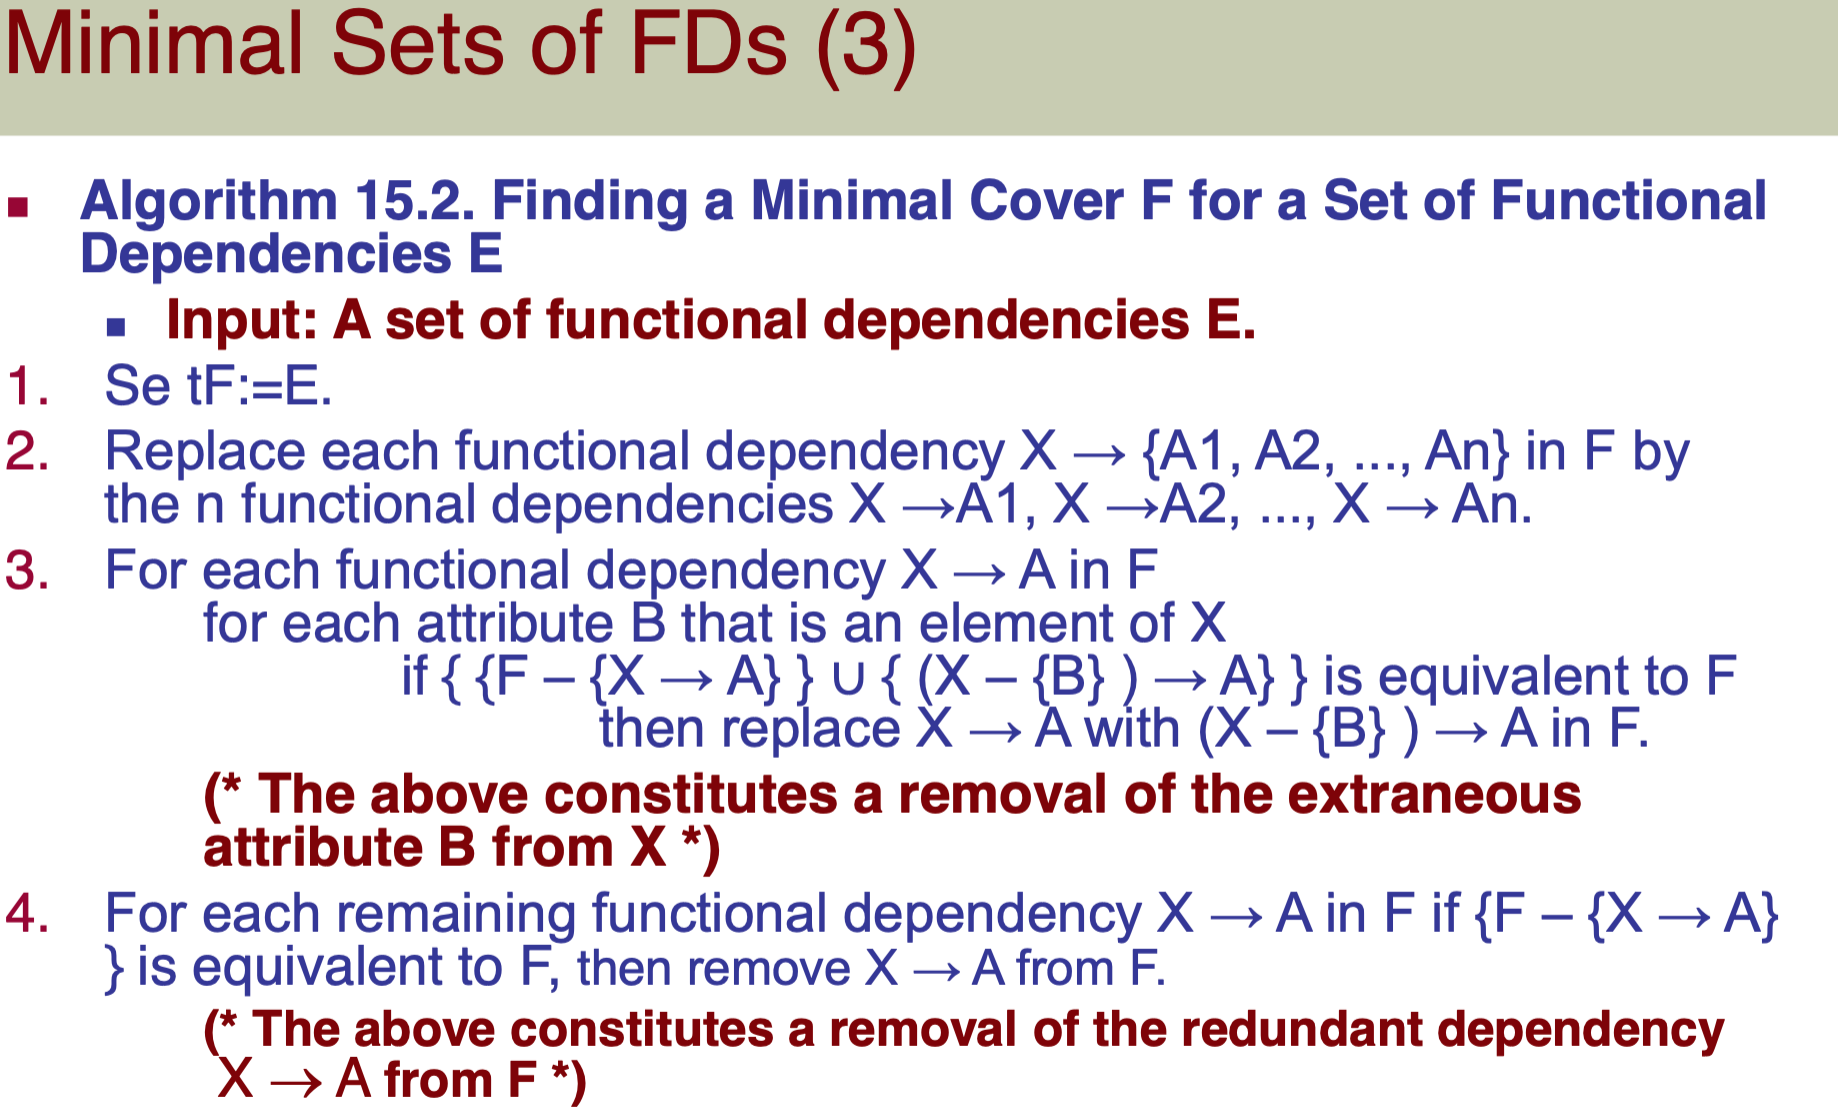 Minimal Sets of FDs (3)
▪ Algorithm 15.2. Finding a Minimal Cover F for a Set of Functional
Dependencies E
▪ Input: A set of functional dependencies E.
1. Se tF:=E.
2. Replace each functional dependency X → {A1, A2, ..., An} in F by
the n functional dependencies X →A1, X →A2, ..., X → An.
3. For each functional dependency X → A in F
for each attribute B that is an element of X
if { {F – {X → A} } ∪ { (X – {B} ) → A} } is equivalent to F
then replace X → A with (X – {B} ) → A in F.
(* The above constitutes a removal of the extraneous
attribute B from X *)
4. For each remaining functional dependency X → A in F if {F – {X → A}
} is equivalent to F, then remove X → A from F.
(* The above constitutes a removal of the redundant dependency
X → A from F *)